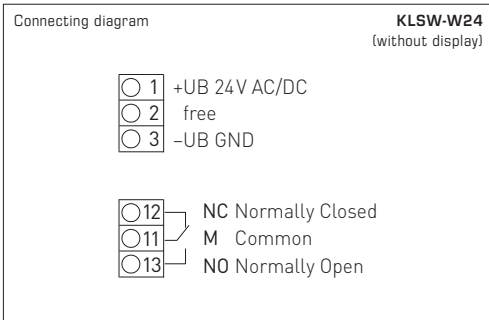 Connecting diagram
KLSW-W24
(without display)
1 +UB 24V AC/DC
2 free
3 –UB GND
12 NC Normally Closed
11 M Common
13 NO Normally Open